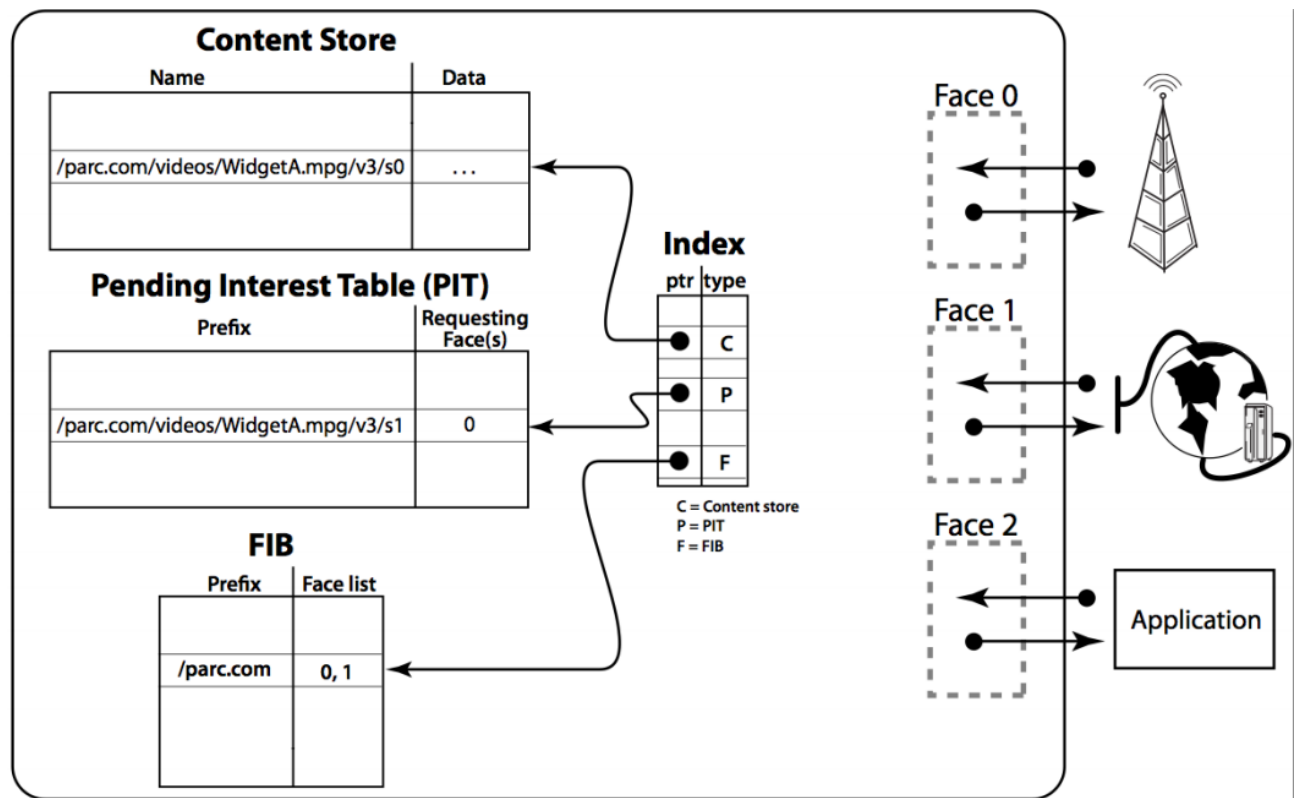 Content Store
Name Data
/parc.com/videos/WidgetA.mpg/v3/s0 ...
Pending Interest Table (PIT)
Prefix Requesting
Face(s)
/parc.com/videos/WidgetA.mpg/v3/s1 0
FIB
Prefix Face list
/parc.com 0, 1
Index
ptr type
C
P
F
C = Content store
P = PIT
F = FIB
Face 0
Face 1
Face 2
Application